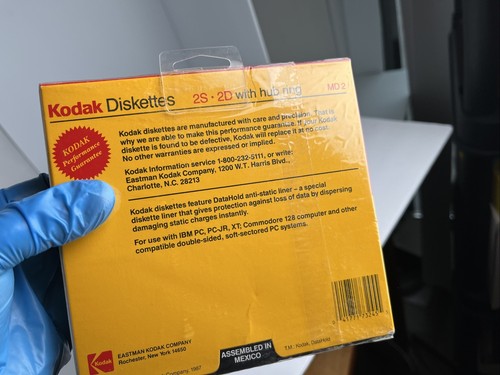 Kodak Diskettes 2S · 2D with hub ring MD2
KODAK
Performance
Guarantee
Kodak diskettes are manufactured with care and precision. That is
why we are able to make this performance guarantee. If your Kodak
diskette is found to be defective, Kodak will replace it at no cost.
No other warranties are expressed or implied.
Kodak Information service 1-800-232-5111, or write:
Eastman Kodak Company, 1200 W.T. Harris Blvd.,
Charlotte, N.C. 28213
Kodak diskettes feature DataHold anti-static liner – a special
diskette liner that gives protection against loss of data by dispersing
damaging static charges instantly.
For use with IBM PC, PC-JR, XT; Commodore 128 computer and other
compatible double-sided, soft-sectored PC systems.
Kodak
EASTMAN KODAK COMPANY
Rochester, New York 14650
Company, 1987
ASSEMBLED IN
MEXICO
TM: Kodak, DataHold